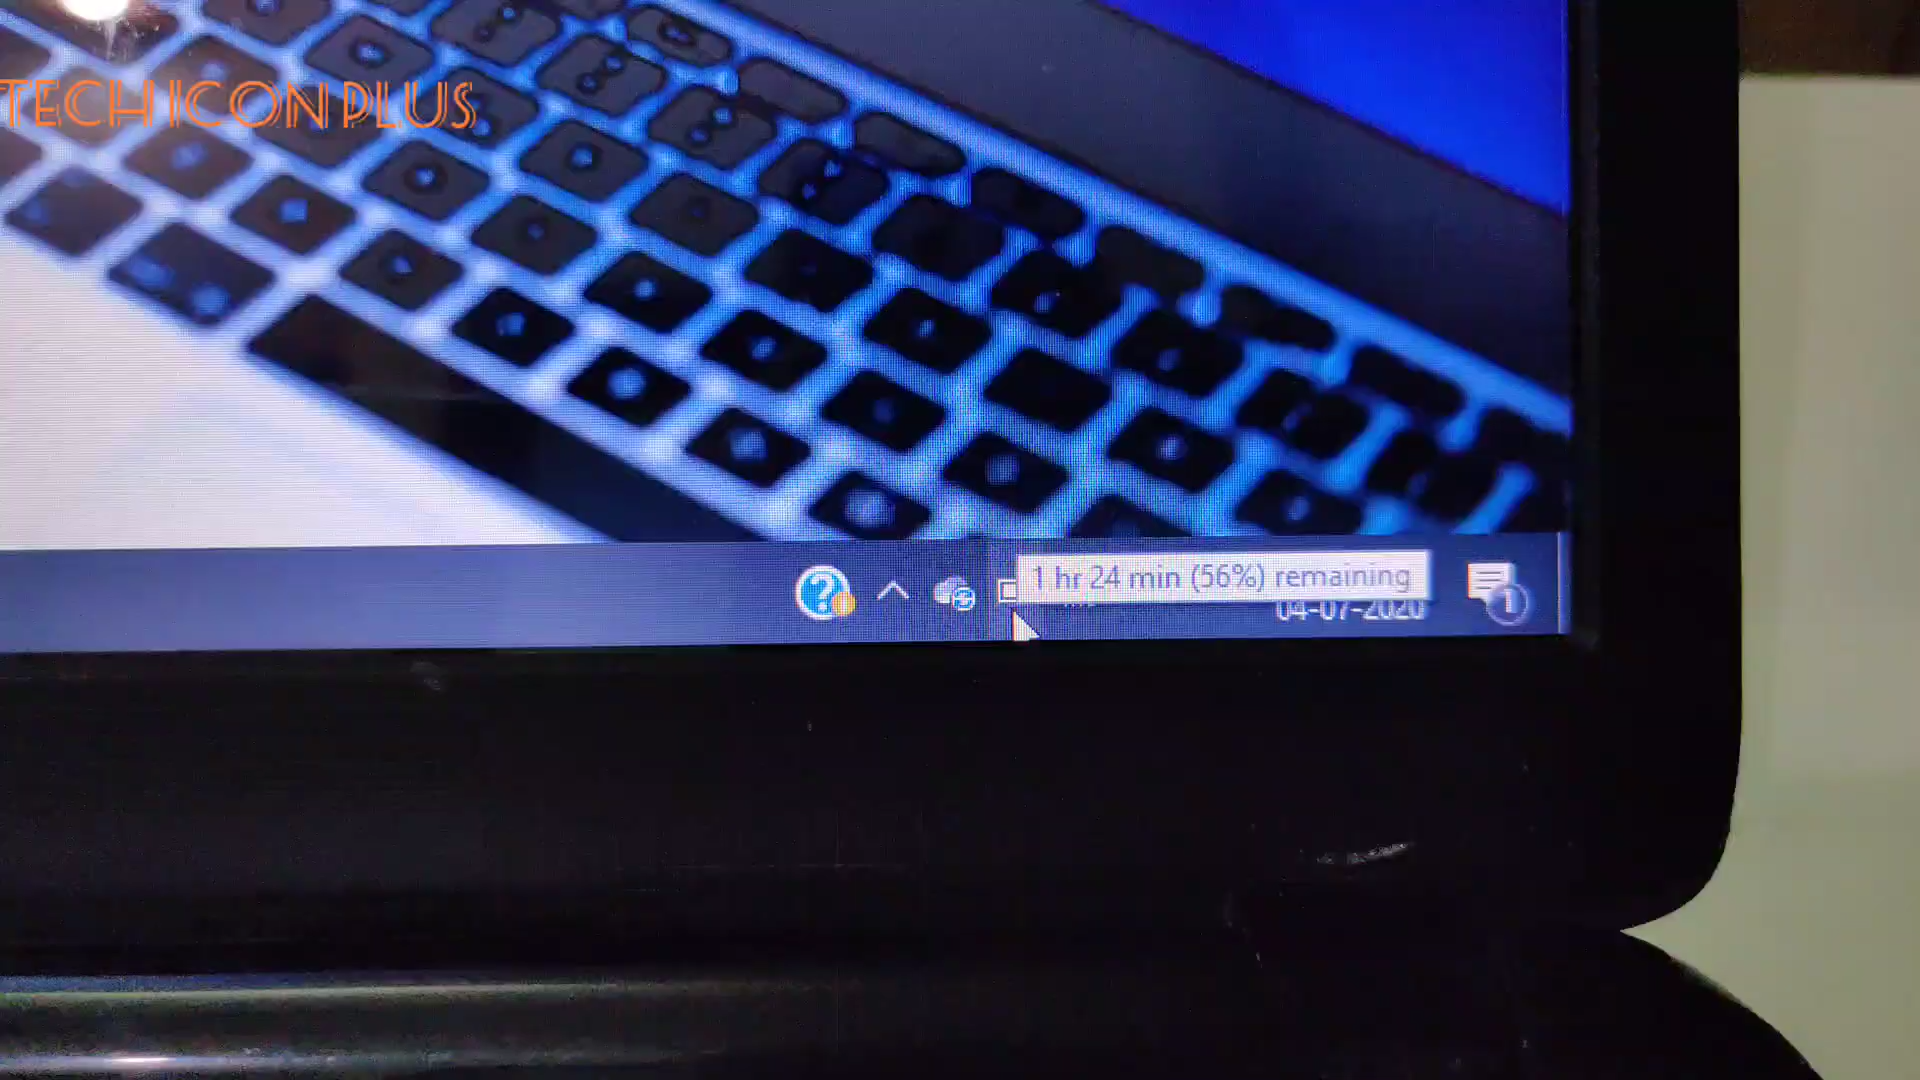 TECH ICON PLUS
1 hr 24 min (56%) remaining
04-07-2020
1